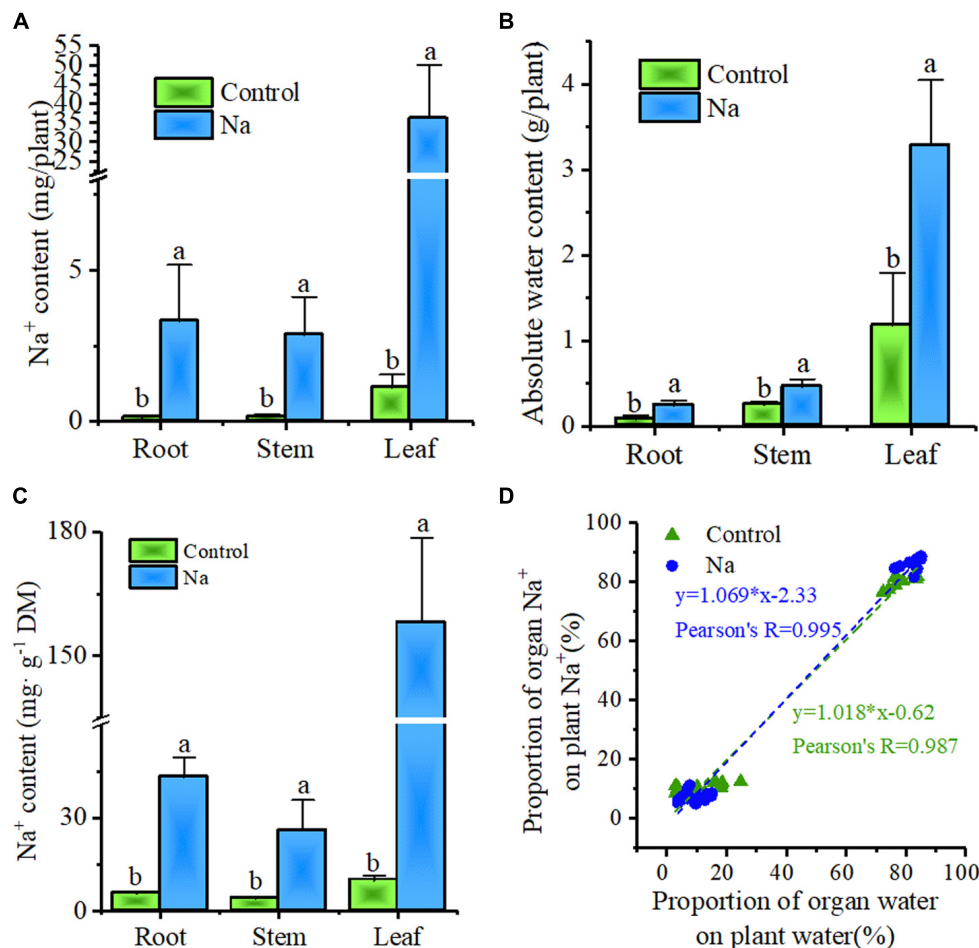 A
55
50
45
40
35
30
25
5
0
Na⁺ content (mg/plant)
Control
Na
b
a
b
a
b
a
Root Stem Leaf
B
4
3
2
1
0
Absolute water content (g/plant)
Control
Na
b
a
b
a
b
a
Root Stem Leaf
C
180
150
30
0
Na⁺ content (mg· g⁻¹ DM)
Control
Na
b
a
b
a
b
a
Root Stem Leaf
D
100
80
60
40
20
0
Proportion of organ Na⁺
on plant Na⁺(%)
Control
Na
y=1.069*x-2.33
Pearson's R=0.995
y=1.018*x-0.62
Pearson's R=0.987
0 20 40 60 80 100
Proportion of organ water
on plant water(%)